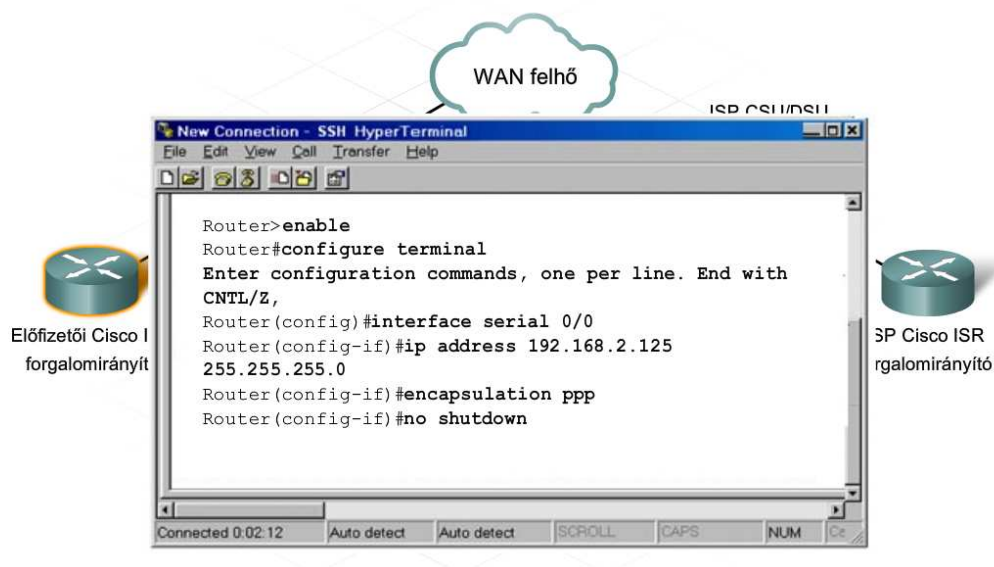 WAN felhő
ISP CSU/DSU
New Connection - SSH HyperTerminal
File Edit View Call Transfer Help
Router>enable
Router#configure terminal
Enter configuration commands, one per line. End with
CNTL/Z,
Router(config)#interface serial 0/0
Router(config-if)#ip address 192.168.2.125
255.255.255.0
Router(config-if)#encapsulation ppp
Router(config-if)#no shutdown
Előfizetői Cisco I
forgalomirányít
SP Cisco ISR
rgalomirányító
Connected 0:02:12 Auto detect Auto detect SCROLL CAPS NUM